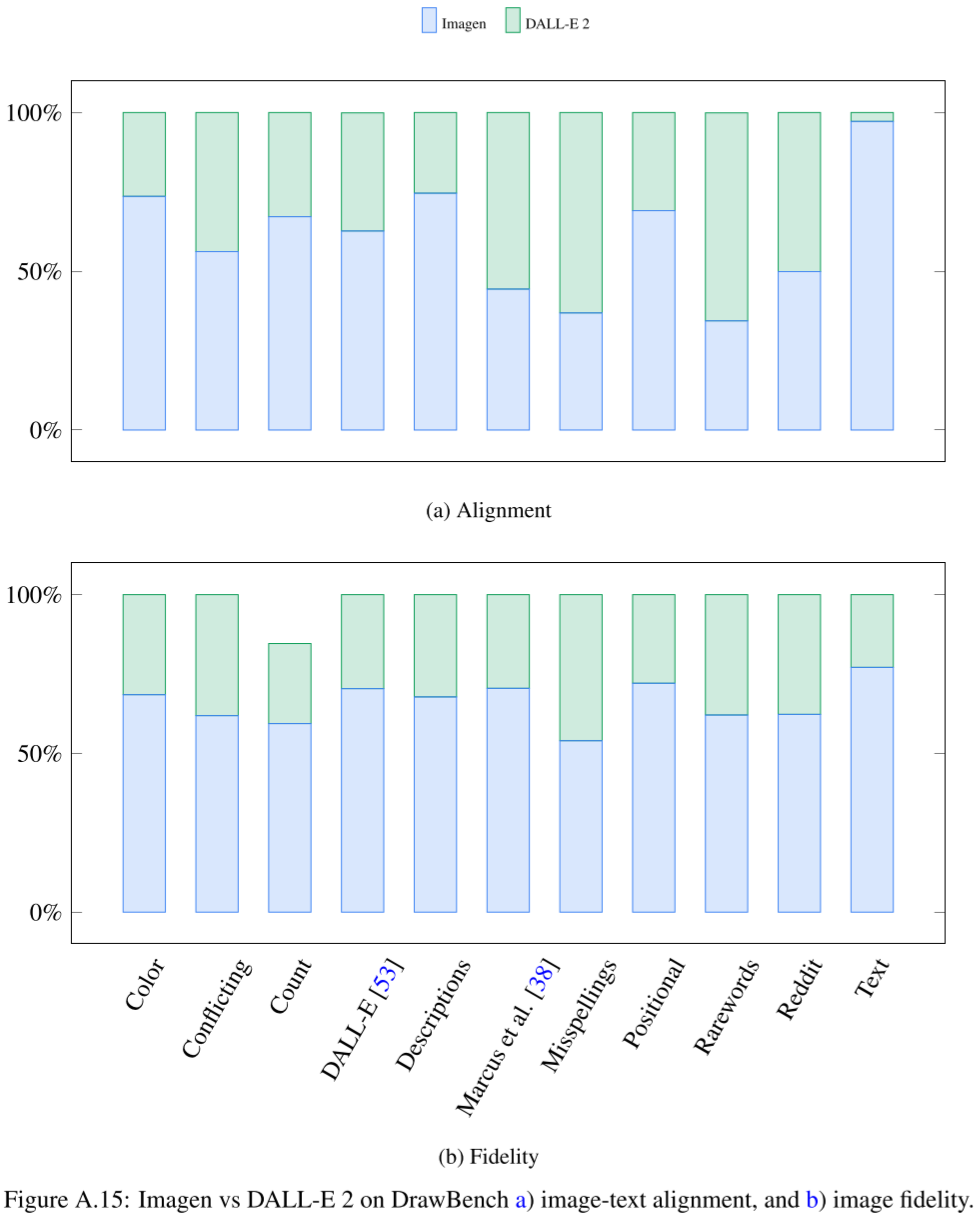 Imagen DALL-E 2
100%
50%
0%
(a) Alignment
100%
50%
0%
Color
Conflicting
Count
DALL-E [53]
Descriptions
Marcus et al. [38]
Misspellings
Positional
Rarewords
Reddit
Text
(b) Fidelity
Figure A.15: Imagen vs DALL-E 2 on DrawBench a) image-text alignment, and b) image fidelity.